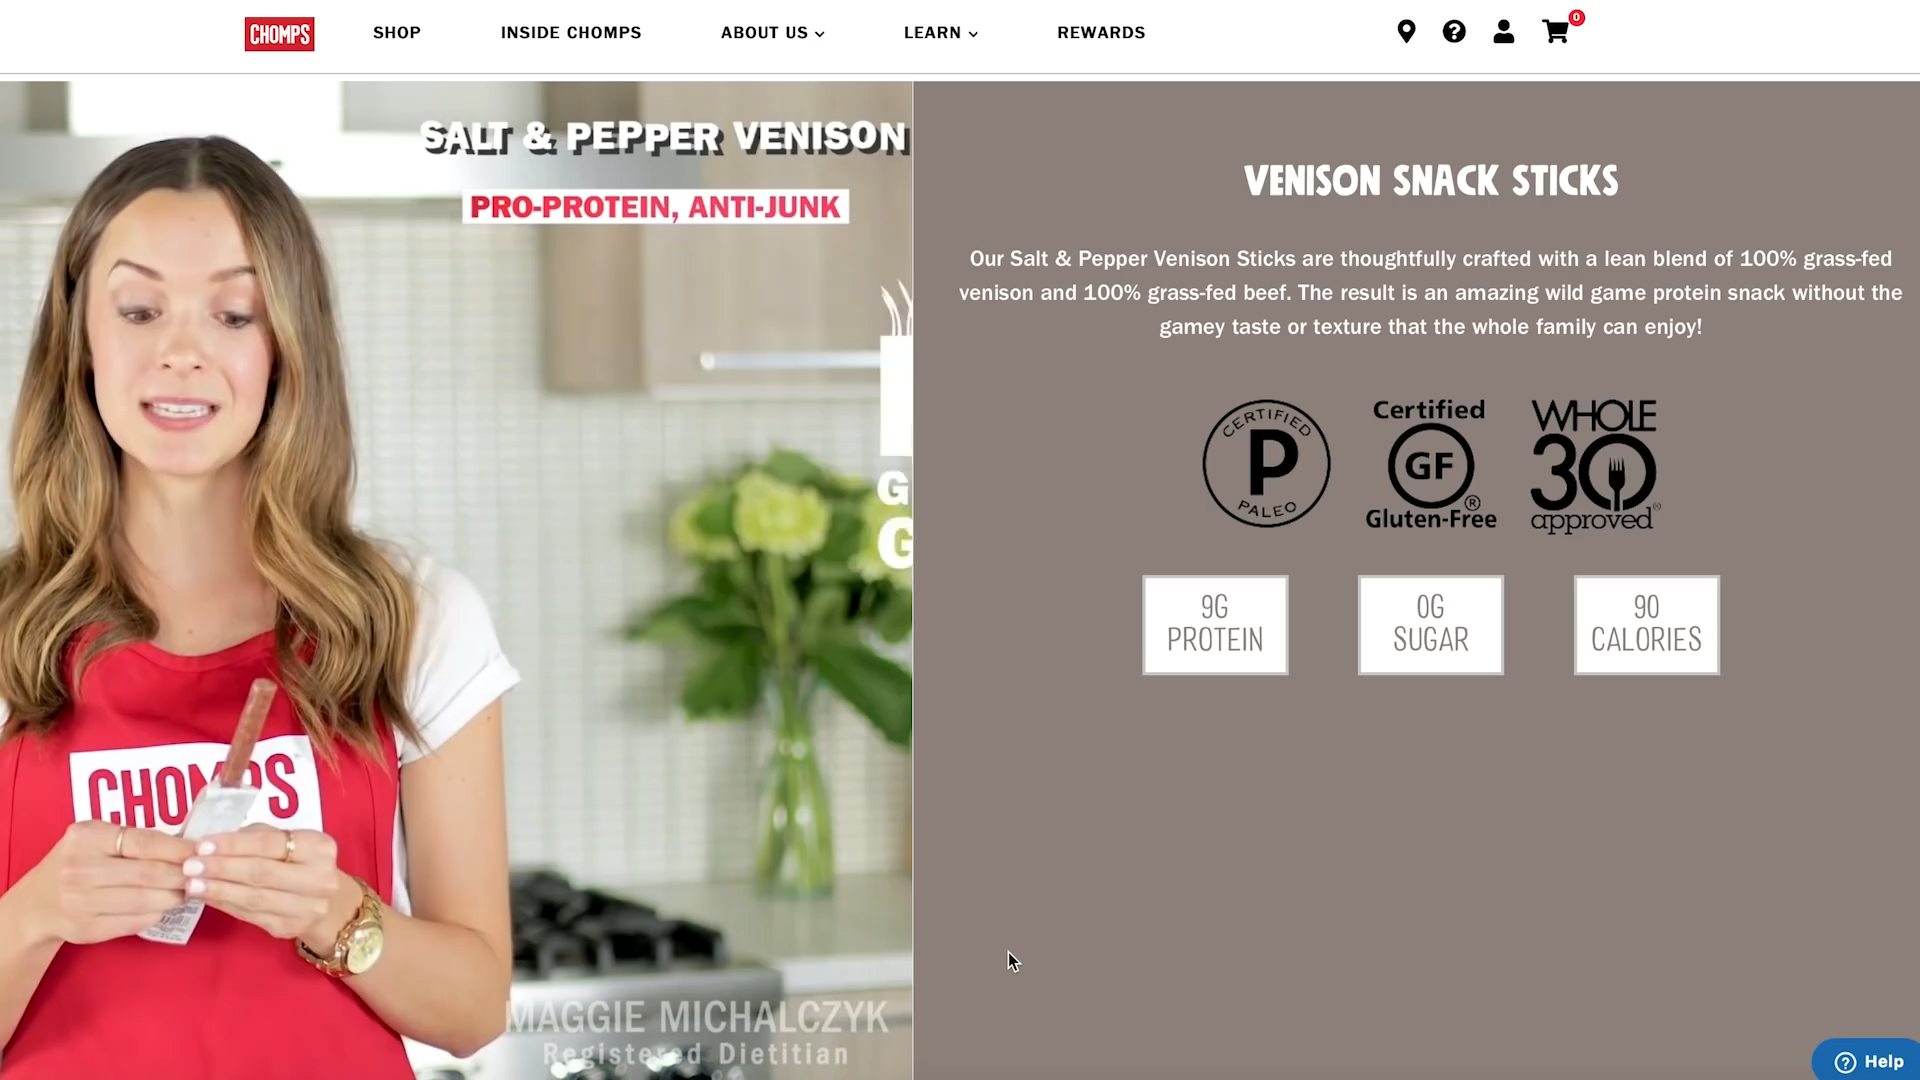 CHOMPS
SHOP
INSIDE CHOMPS
ABOUT US
LEARN
REWARDS
0
SALT & PEPPER VENISON
PRO-PROTEIN, ANTI-JUNK
G
G
CHOMPS
MAGGIE MICHALCZYK
Registered Dietitian
VENISON SNACK STICKS
Our Salt & Pepper Venison Sticks are thoughtfully crafted with a lean blend of 100% grass-fed
venison and 100% grass-fed beef. The result is an amazing wild game protein snack without the
gamey taste or texture that the whole family can enjoy!
CERTIFIED
P
PALEO
Certified
GF
®
Gluten-Free
WHOLE
30
approved®
9G
PROTEIN
0G
SUGAR
90
CALORIES
Help